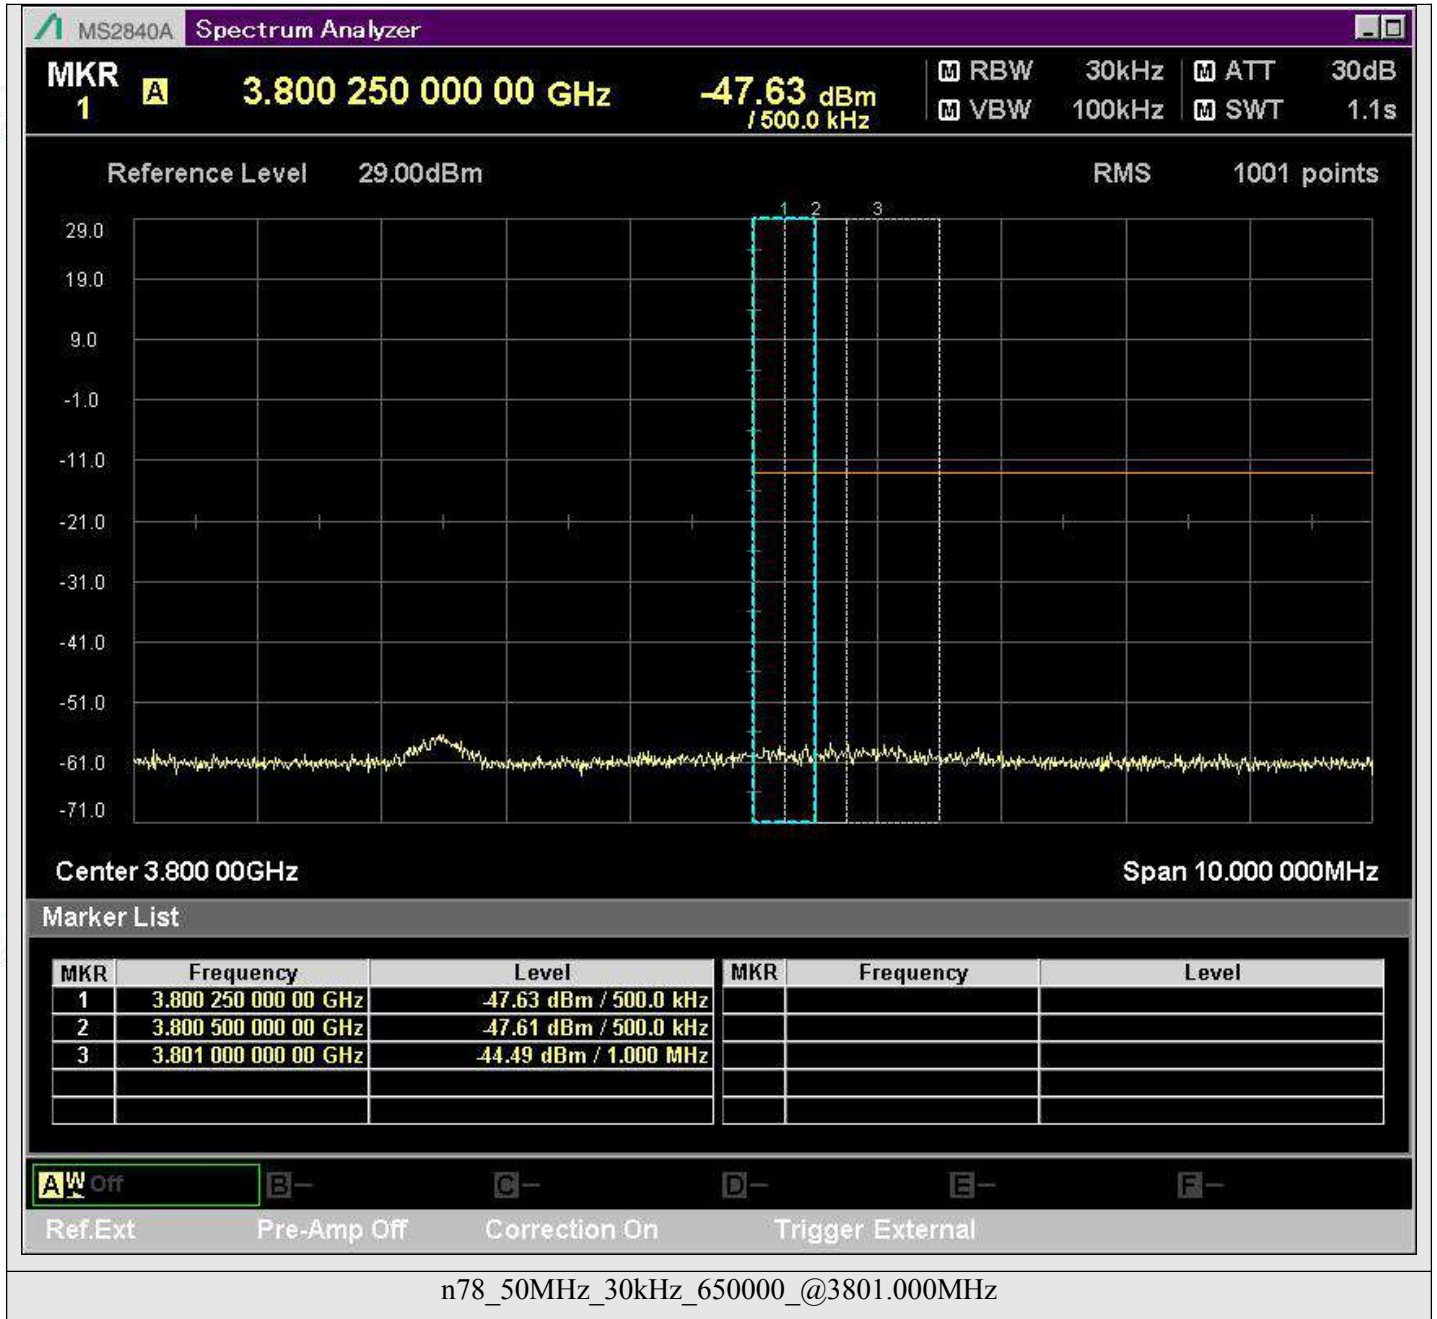 MS2840A Spectrum Analyzer
MKR 1 A 3.800 250 000 00 GHz -47.63 dBm / 500.0 kHz
M RBW 30kHz M ATT 30dB
M VBW 100kHz M SWT 1.1s
Reference Level 29.00dBm RMS 1001 points
1 2 3
29.0
19.0
9.0
-1.0
-11.0
-21.0
-31.0
-41.0
-51.0
-61.0
-71.0
Center 3.800 00GHz Span 10.000 000MHz
Marker List
MKR Frequency Level MKR Frequency Level
1 3.800 250 000 00 GHz -47.63 dBm / 500.0 kHz
2 3.800 500 000 00 GHz -47.61 dBm / 500.0 kHz
3 3.801 000 000 00 GHz -44.49 dBm / 1.000 MHz
A W Off B - C - D - E - F -
Ref.Ext Pre-Amp Off Correction On Trigger External
n78_50MHz_30kHz_650000_@3801.000MHz